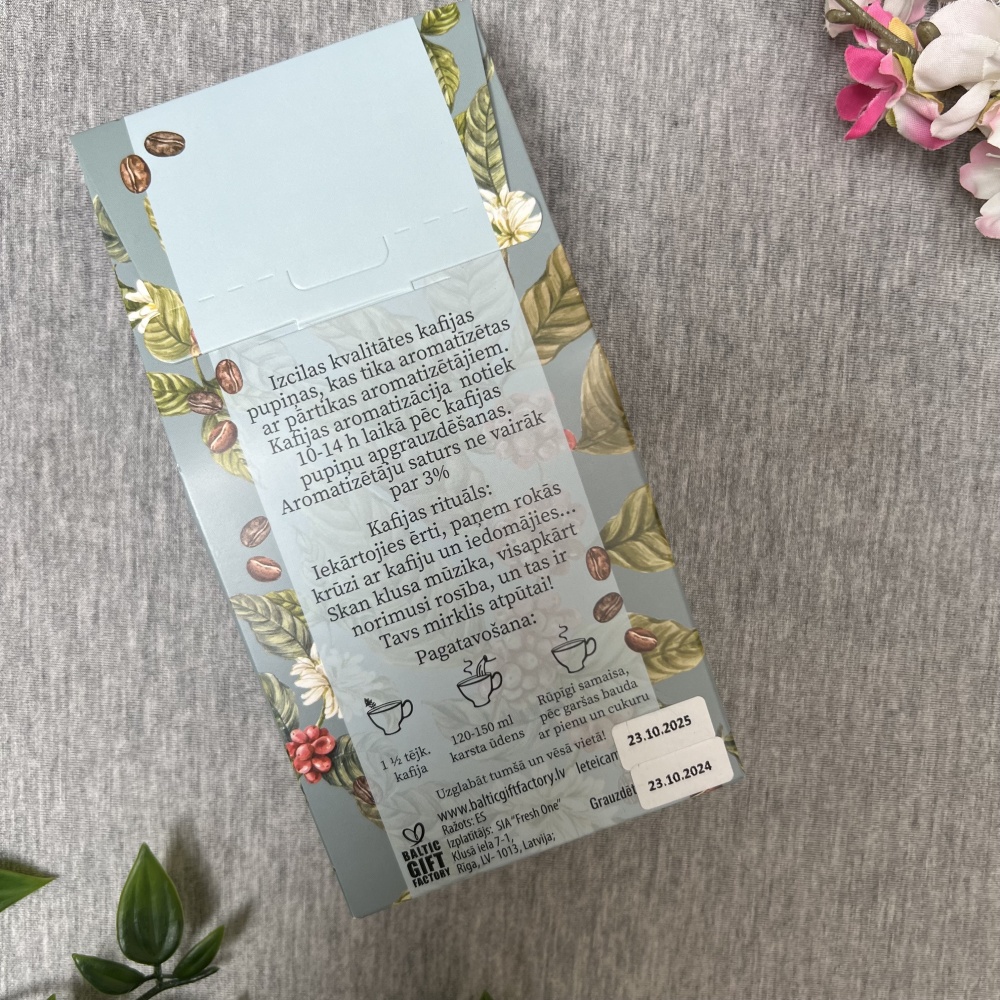 Izcilas kvalitātes kafijas
pupiņas, kas tika aromatīzētas
ar pārtikas aromatizētājiem.
Kafijas aromatizācija notiek
10-14 h laikā pēc kafijas
pupiņu apgrauzdēšanas.
Aromatizētāju saturs ne vairāk
par 3%
Kafijas rituāls:
Iekārtojies ērti, paņem rokās
krūzi ar kafiju un iedomājies...
Skan klusa mūzika, visapkārt
norimusi rosība, un tas ir
Tavs mirklis atpūtai!
Pagatavošana:
1 ½ tējk.
kafija
120-150 ml
karsta ūdens
Rūpīgi samaisa,
pēc garšas bauda
ar pienu un cukuru
Uzglabāt tumšā un vēsā vietā!
www.balticgiftfactory.lv
Ieteican
23.10.2025
Grauzdēt
23.10.2024
BALTIC
GIFT
FACTORY
Ražots: ES
Izplatītājs: SIA "Fresh One"
Klusā iela 7-1,
Rīga, LV- 1013, Latvija;